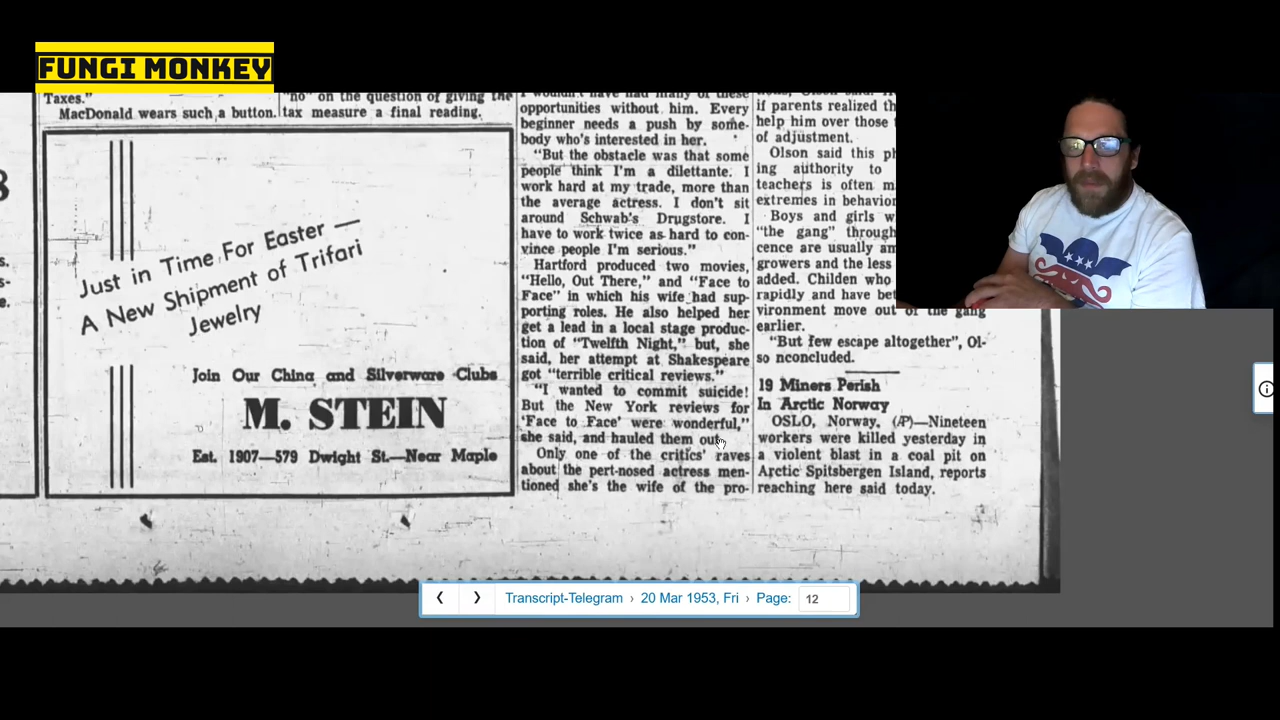 FUNGI MONKEY
Taxes."
MacDonald wears such a button.
"no" on the question of giving the
tax measure a final reading.
Just in Time For Easter —
A New Shipment of Trifari
Jewelry
Join Our China and Silverware Clubs
M. STEIN
Est. 1907—579 Dwight St.—Near Maple
I wouldn't have had many of these
opportunities without him. Every
beginner needs a push by some-
body who's interested in her.
"But the obstacle was that some
people think I'm a dilettante. I
work hard at my trade, more than
the average actress. I don't sit
around Schwab's Drugstore. I
have to work twice as hard to con-
vince people I'm serious."
Hartford produced two movies,
"Hello, Out There," and "Face to
Face" in which his wife had sup-
porting roles. He also helped her
get a lead in a local stage produc-
tion of "Twelfth Night," but, she
said, her attempt at Shakespeare
got "terrible critical reviews."
"I wanted to commit suicide!
But the New York reviews for
'Face to Face' were wonderful,"
she said, and hauled them out.
Only one of the critics' raves
about the pert-nosed actress men-
tioned she's the wife of the pro-
if parents realized th
help him over those
of adjustment.
Olson said this ph
ing authority to
teachers is often m
extremes in behavior
Boys and girls w
"the gang" through
cence are usually am
growers and the less
added. Childen who
rapidly and have bet
vironment move out of the gang
earlier.
"But few escape altogether", Ol-
so nconcluded.
19 Miners Perish
In Arctic Norway
OSLO, Norway, (AP)—Nineteen
workers were killed yesterday in
a violent blast in a coal pit on
Arctic Spitsbergen Island, reports
reaching here said today.
Transcript-Telegram › 20 Mar 1953, Fri › Page: 12